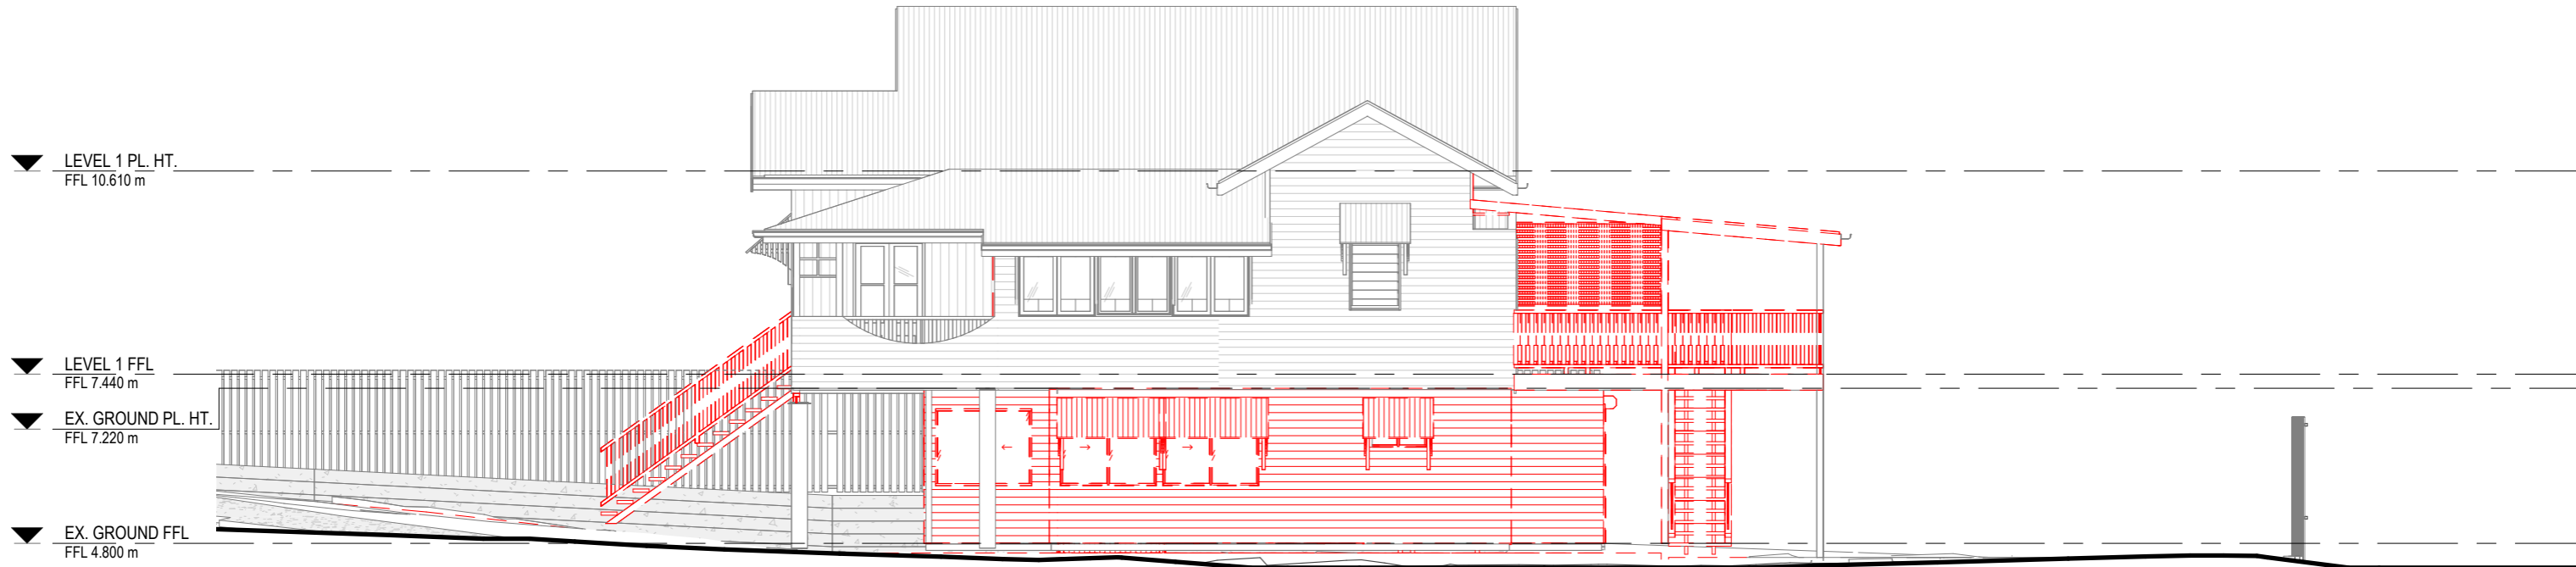 LEVEL 1 PL. HT.
FFL 10.610 m
LEVEL 1 FFL
FFL 7.440 m
EX. GROUND PL. HT.
FFL 7.220 m
EX. GROUND FFL
FFL 4.800 m